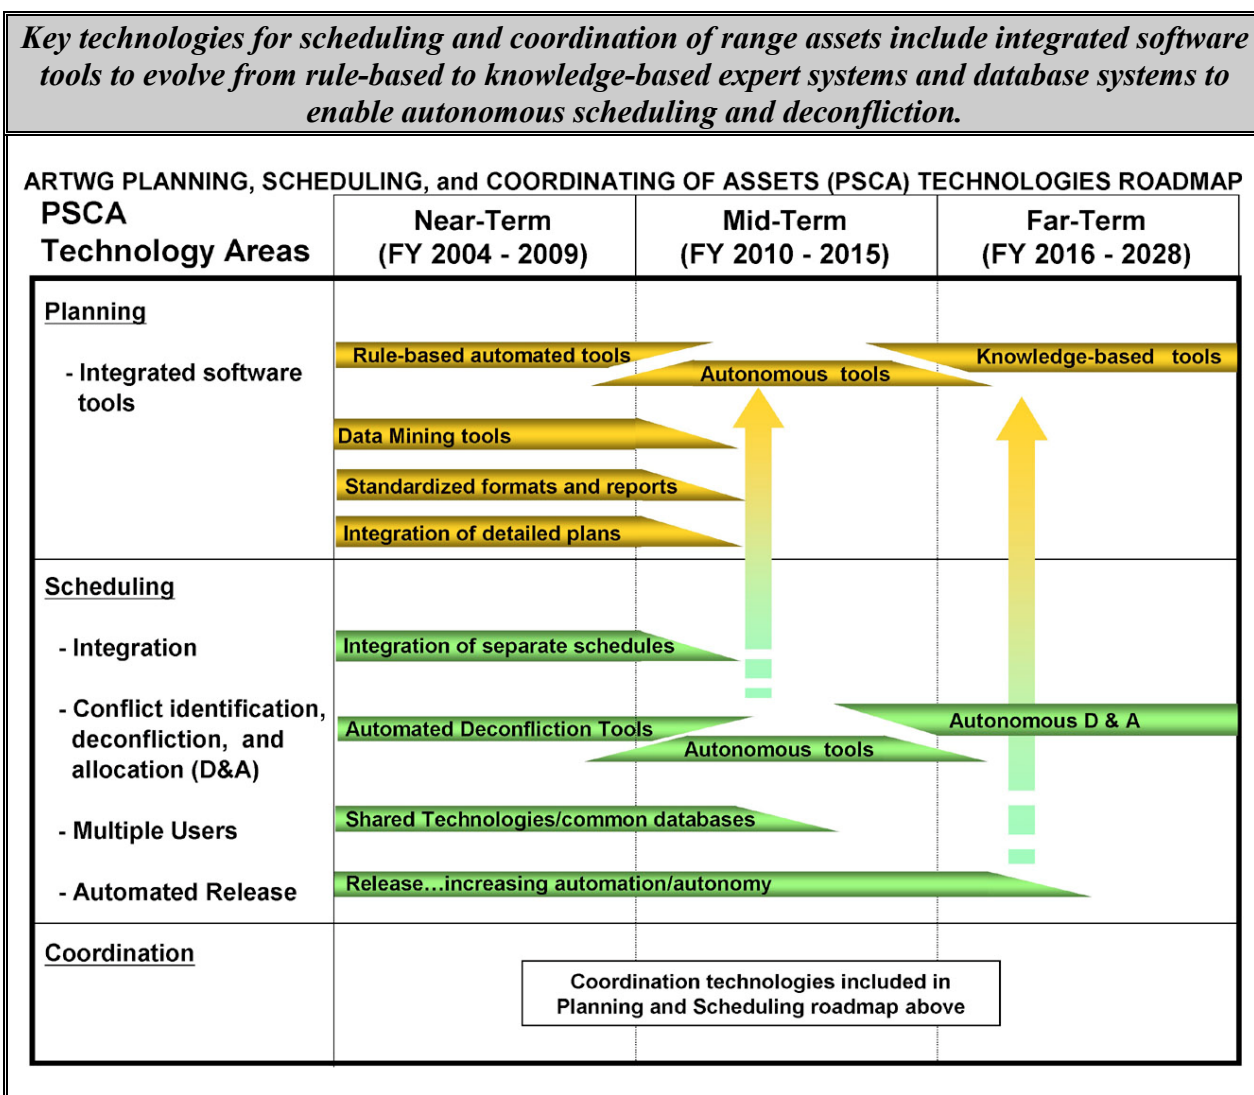 Key technologies for scheduling and coordination of range assets include integrated software
tools to evolve from rule-based to knowledge-based expert systems and database systems to
enable autonomous scheduling and deconfliction.
ARTWG PLANNING, SCHEDULING, and COORDINATING OF ASSETS (PSCA) TECHNOLOGIES ROADMAP
PSCA
Technology Areas
Near-Term
(FY 2004 - 2009)
Mid-Term
(FY 2010 - 2015)
Far-Term
(FY 2016 - 2028)
Planning
- Integrated software
tools
Rule-based automated tools
Autonomous tools
Knowledge-based tools
Data Mining tools
Standardized formats and reports
Integration of detailed plans
Scheduling
- Integration
Integration of separate schedules
- Conflict identification,
deconfliction, and
allocation (D&A)
Automated Deconfliction Tools
Autonomous tools
Autonomous D & A
- Multiple Users
Shared Technologies/common databases
- Automated Release
Release...increasing automation/autonomy
Coordination
Coordination technologies included in
Planning and Scheduling roadmap above